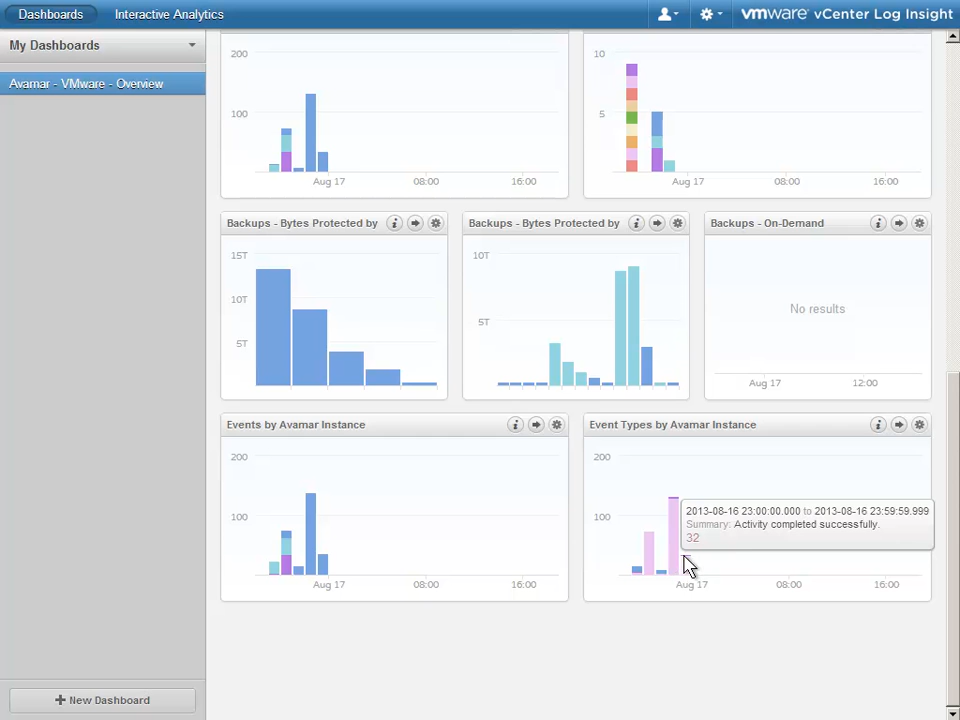 Dashboards Interactive Analytics vmware vCenter Log Insight
My Dashboards
Avamar - VMware - Overview
200
100
Aug 17 08:00 16:00
10
5
Aug 17 08:00 16:00
Backups - Bytes Protected by
15T
10T
5T
Backups - Bytes Protected by
10T
5T
Backups - On-Demand
No results
Aug 17 12:00
Events by Avamar Instance
200
100
Aug 17 08:00 16:00
Event Types by Avamar Instance
200
100
2013-08-16 23:00:00.000 to 2013-08-16 23:59:59.999
Summary: Activity completed successfully.
32
Aug 17 08:00 16:00
New Dashboard